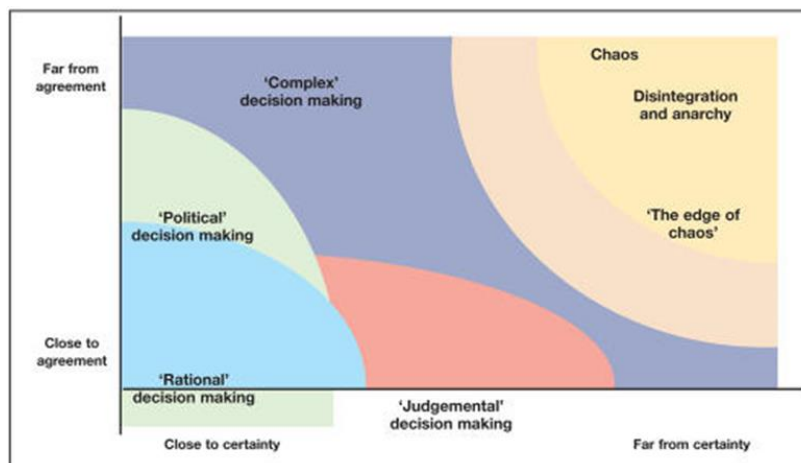 Far from
agreement
'Complex'
decision making
Chaos
Disintegration
and anarchy
'Political'
decision making
'The edge of
chaos'
Close to
agreement
'Rational'
decision making
'Judgemental'
decision making
Close to certainty
Far from certainty